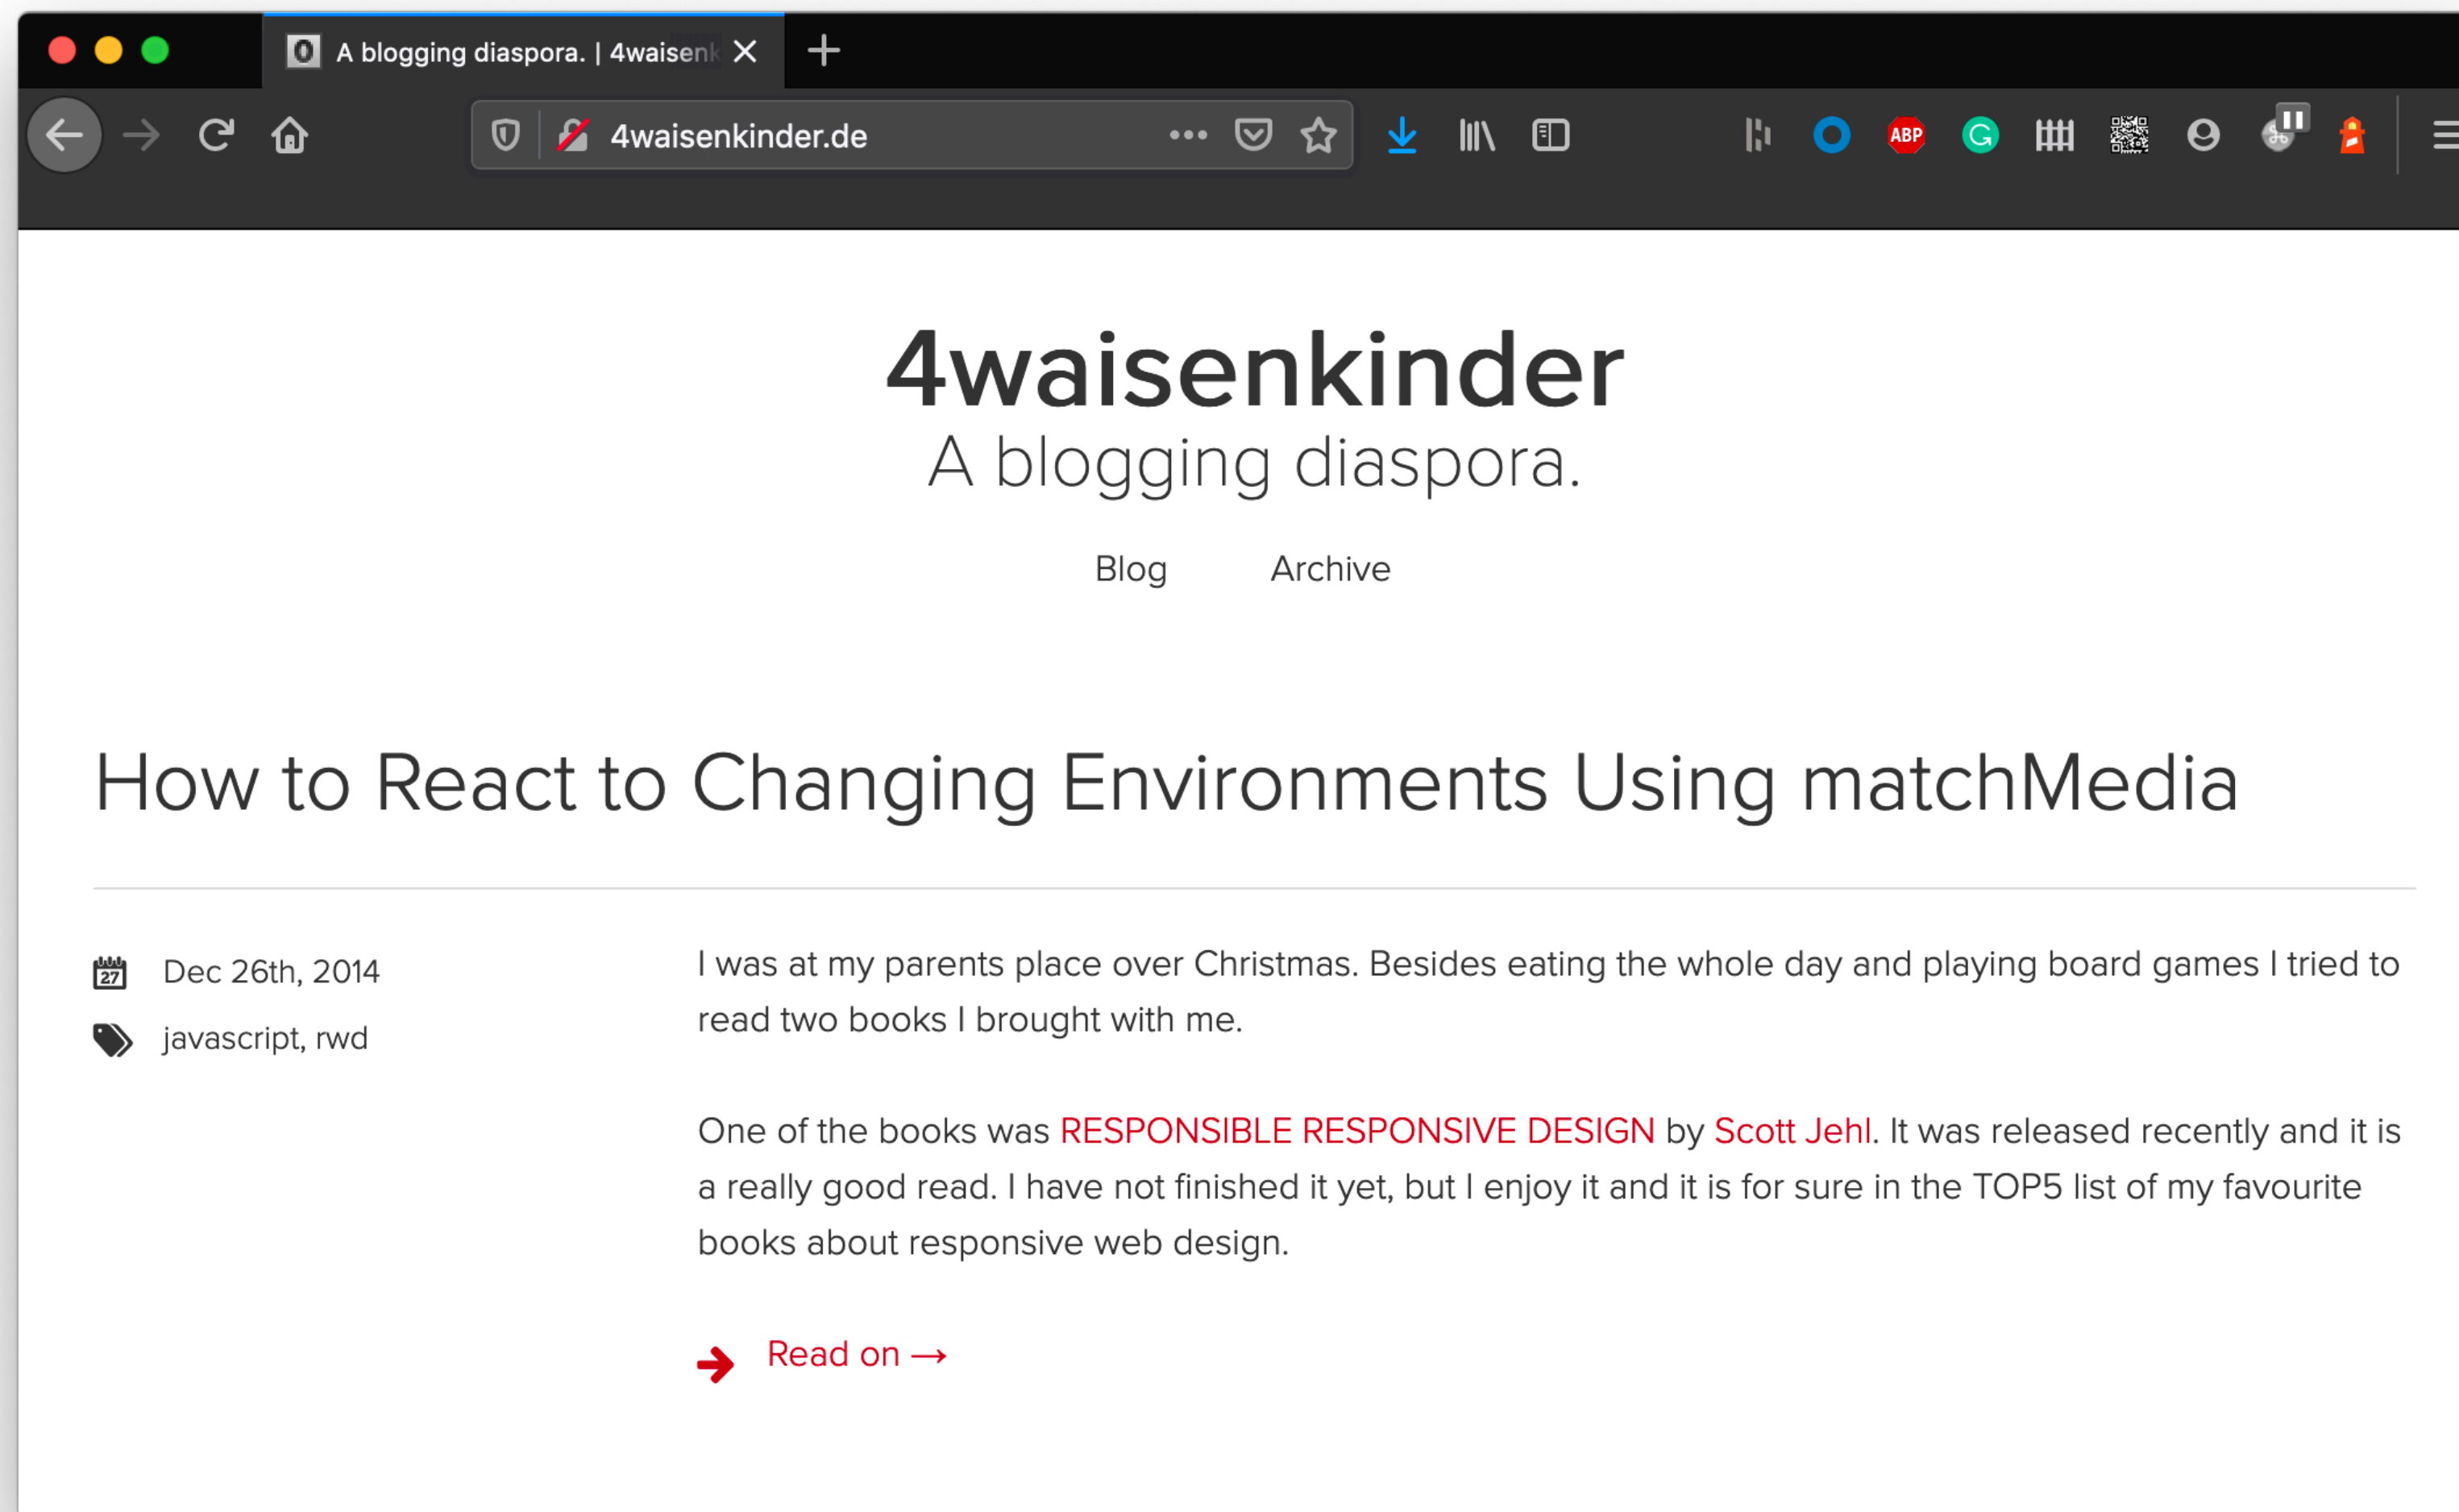 A blogging diaspora. | 4waisenk
4waisenkinder.de
ABP
4waisenkinder
A blogging diaspora.
Blog Archive
How to React to Changing Environments Using matchMedia
27 Dec 26th, 2014
javascript, rwd
I was at my parents place over Christmas. Besides eating the whole day and playing board games I tried to
read two books I brought with me.
One of the books was RESPONSIBLE RESPONSIVE DESIGN by Scott Jehl. It was released recently and it is
a really good read. I have not finished it yet, but I enjoy it and it is for sure in the TOP5 list of my favourite
books about responsive web design.
Read on →